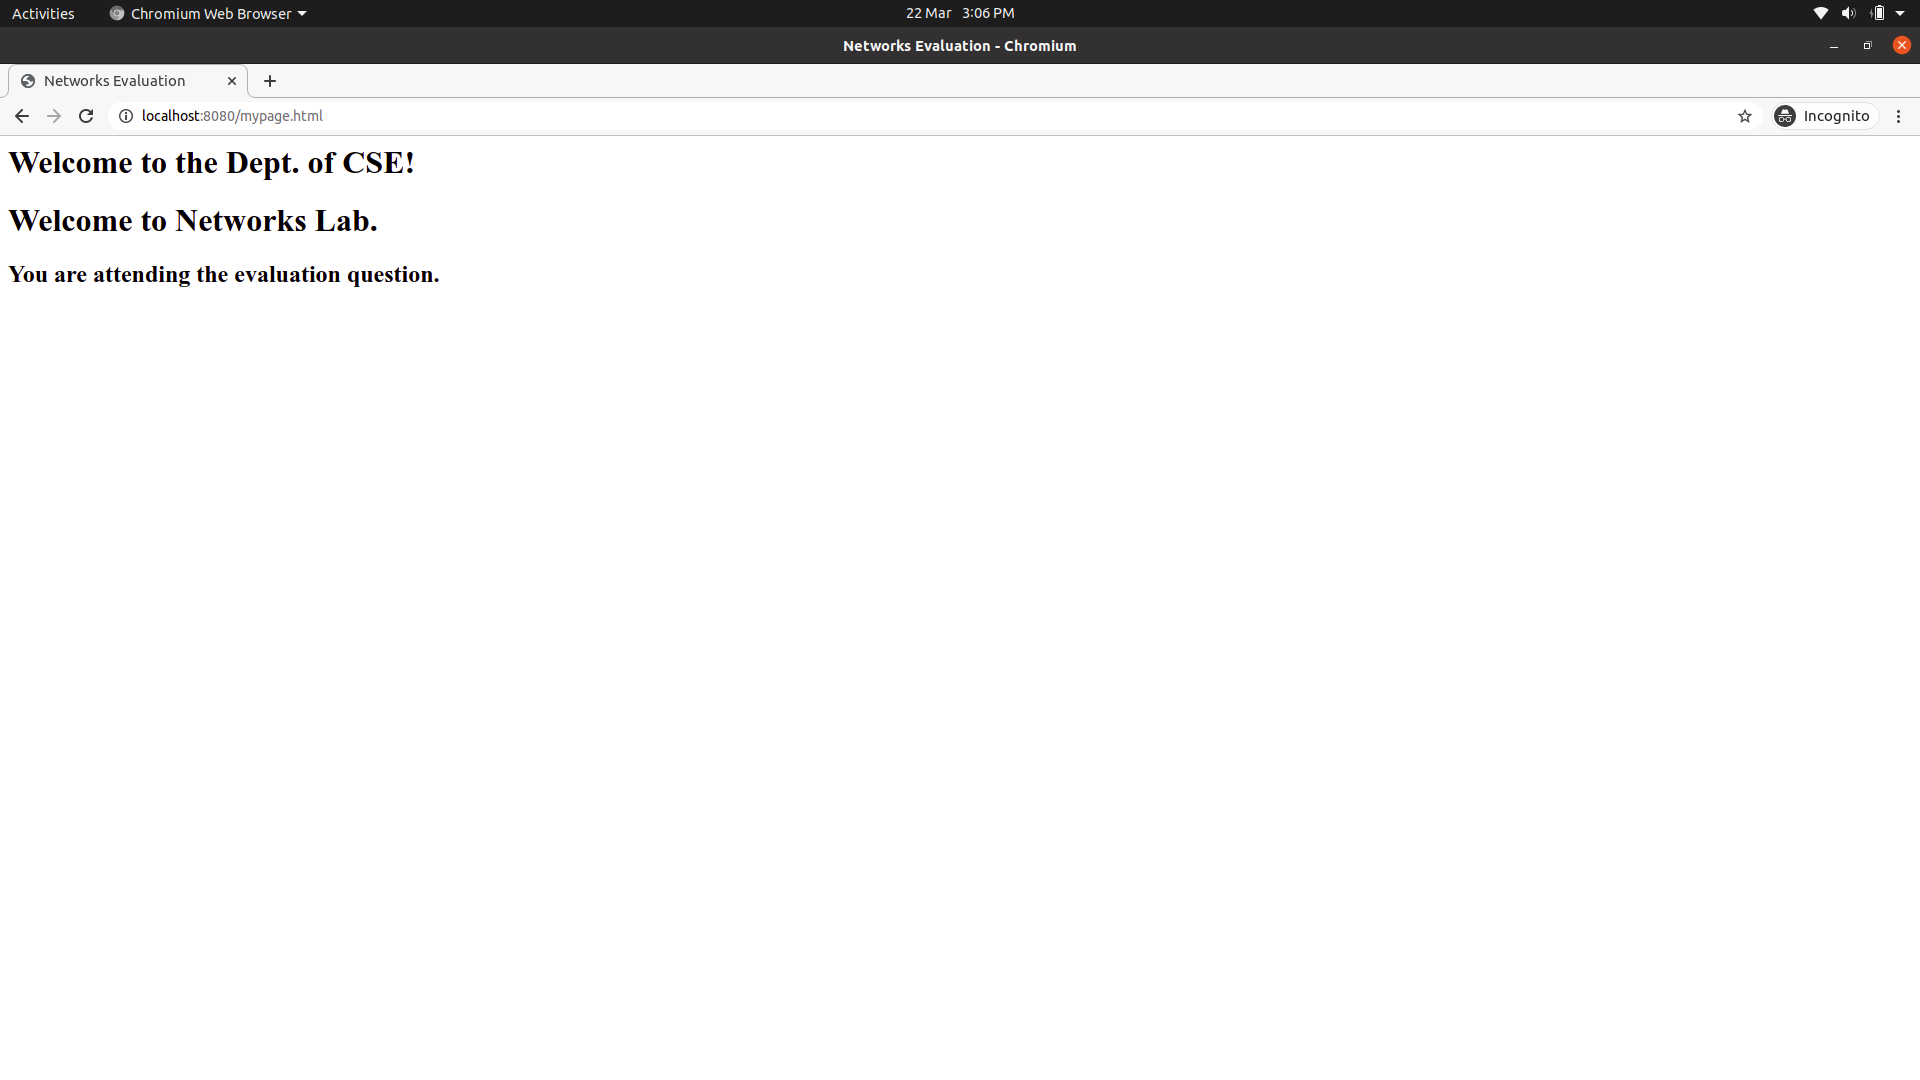 Activities Chromium Web Browser 22 Mar 3:06 PM
Networks Evaluation - Chromium
Networks Evaluation
localhost:8080/mypage.html Incognito
Welcome to the Dept. of CSE!
Welcome to Networks Lab.
You are attending the evaluation question.